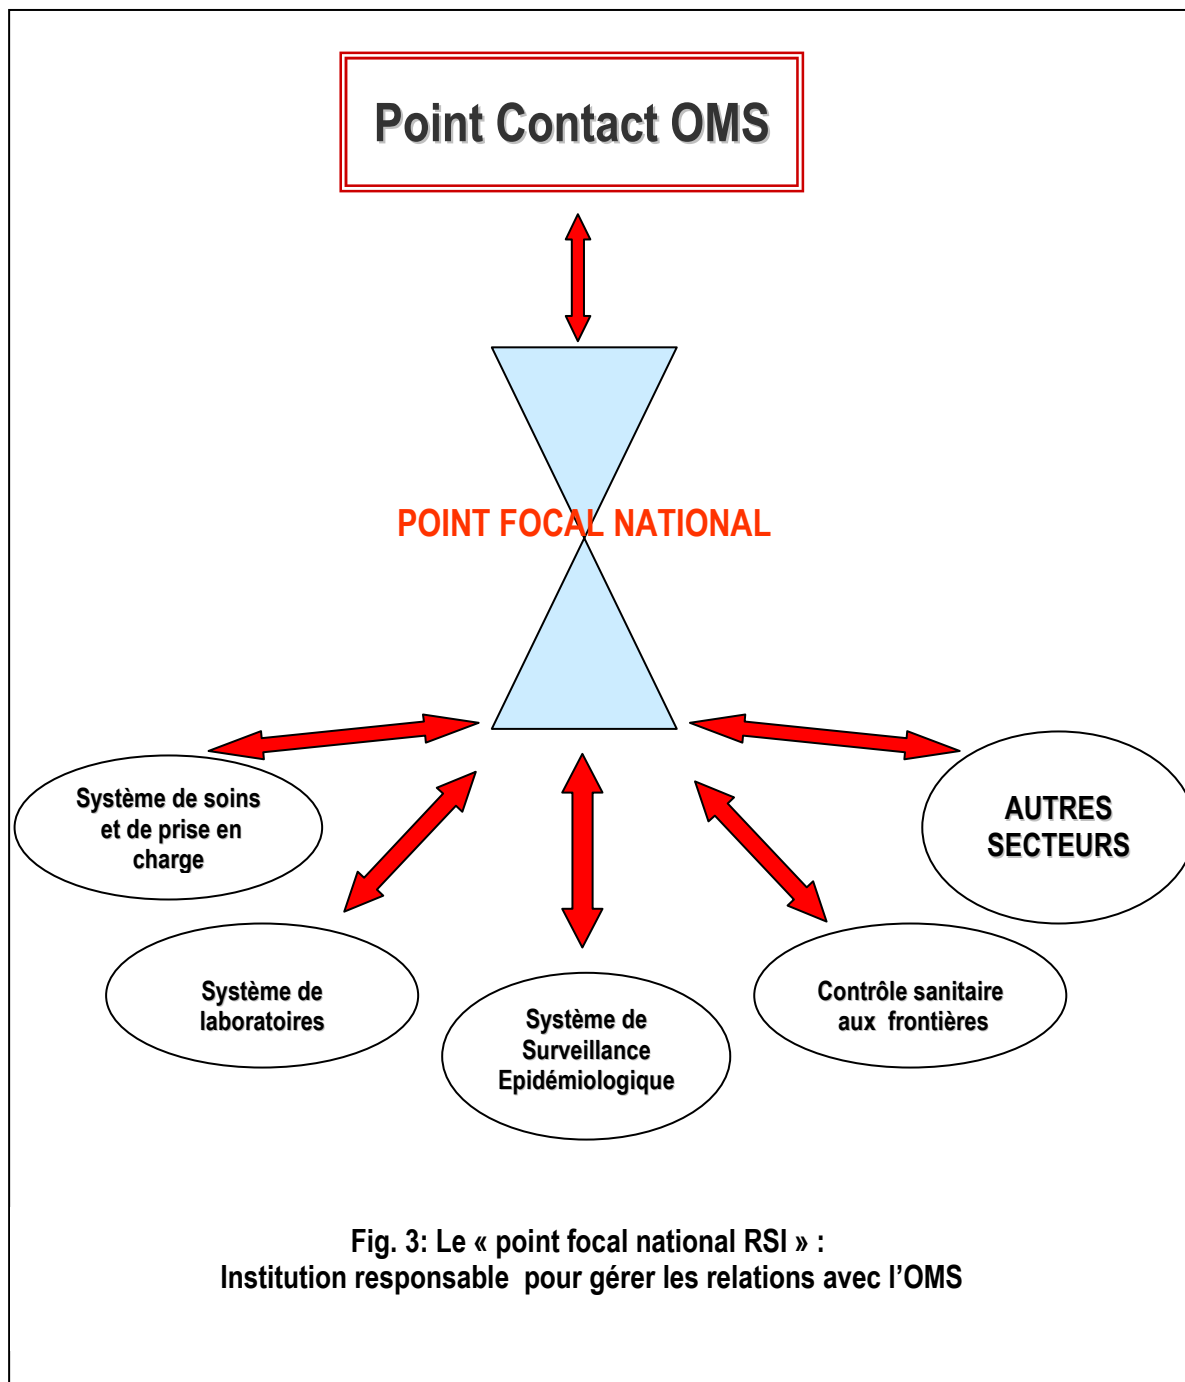 Point Contact OMS
POINT FOCAL NATIONAL
Système de soins
et de prise en
charge
AUTRES
SECTEURS
Système de
laboratoires
Contrôle sanitaire
aux frontières
Système de
Surveillance
Epidémiologique
Fig. 3: Le « point focal national RSI » :
Institution responsable pour gérer les relations avec l’OMS